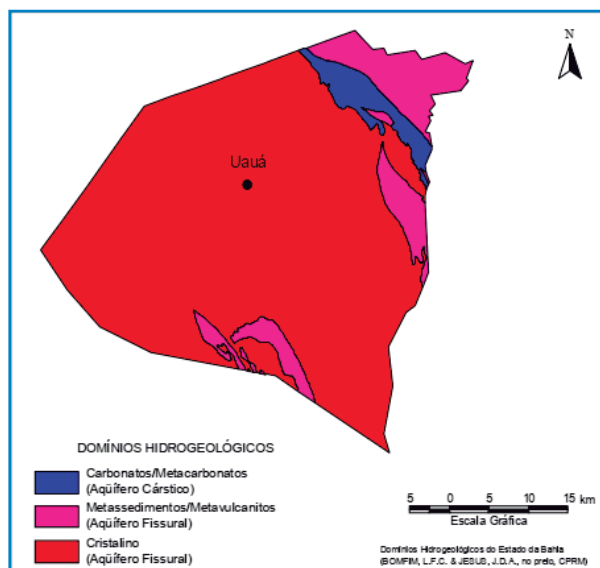 N
Uauá
DOMÍNIOS HIDROGEOLÓGICOS
Carbonatos/Metacarbonatos
(Aqüífero Cárstico)
Metassedimentos/Metavulcanitos
(Aqüífero Fissural)
Cristalino
(Aqüífero Fissural)
5 0 5 10 15 km
Escala Gráfica
Domínios Hidrogeológicos do Estado da Bahia
(BOMFIM, L.F.C. & JESUS, J.D.A., no prelo, CPRM)